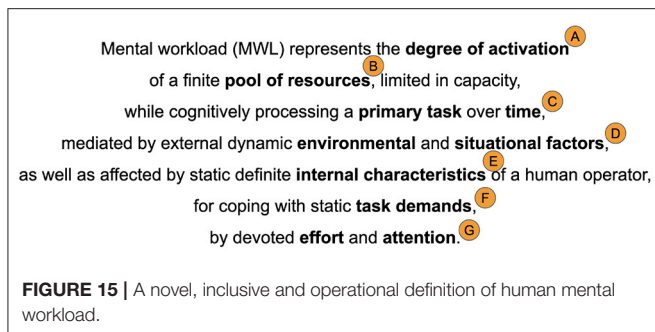 Mental workload (MWL) represents the degree of activation A
of a finite pool of resources, B limited in capacity,
while cognitively processing a primary task over time, C
mediated by external dynamic environmental and situational factors, D
as well as affected by static definite internal characteristics E of a human operator,
for coping with static task demands, F
by devoted effort and attention. G
FIGURE 15 | A novel, inclusive and operational definition of human mental
workload.